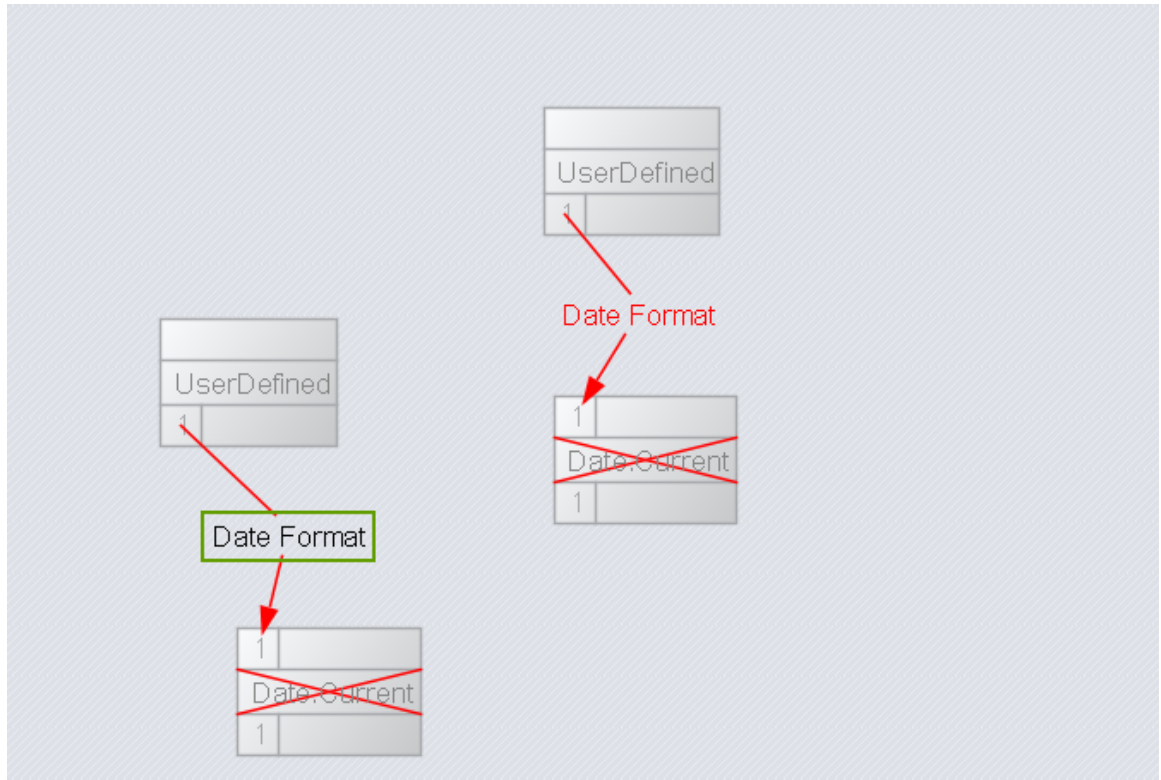 UserDefined
1
Date Format
1
Date.Current
1
UserDefined
1
Date Format
1
Date.Current
1